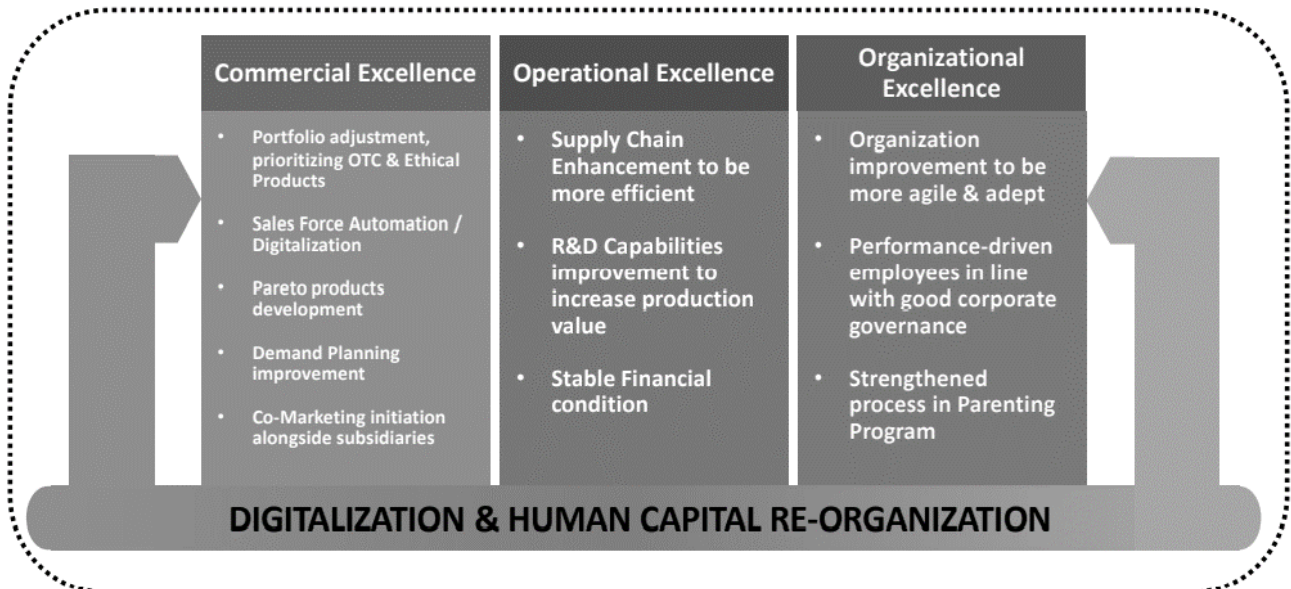 Commercial Excellence
• Portfolio adjustment,
prioritizing OTC & Ethical
Products
• Sales Force Automation /
Digitalization
• Pareto products
development
• Demand Planning
improvement
• Co-Marketing initiation
alongside subsidiaries
Operational Excellence
• Supply Chain
Enhancement to be
more efficient
• R&D Capabilities
improvement to
increase production
value
• Stable Financial
condition
Organizational
Excellence
• Organization
improvement to be
more agile & adept
• Performance-driven
employees in line
with good corporate
governance
• Strengthened
process in Parenting
Program
DIGITALIZATION & HUMAN CAPITAL RE-ORGANIZATION